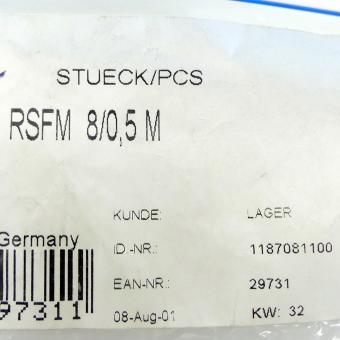 STUECK/PCS
RSFM 8/0,5 M
KUNDE: LAGER
Germany
ID.-NR.: 1187081100
EAN-NR.: 29731
97311
08-Aug-01 KW: 32